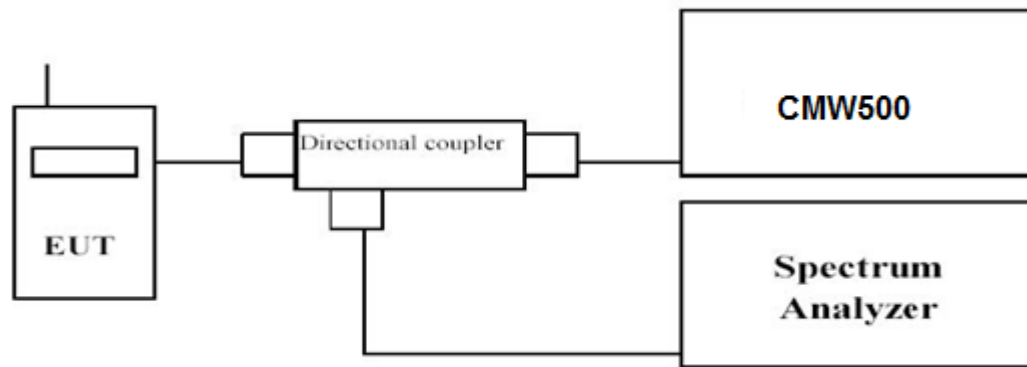 EUT
Directional coupler
CMW500
Spectrum
Analyzer